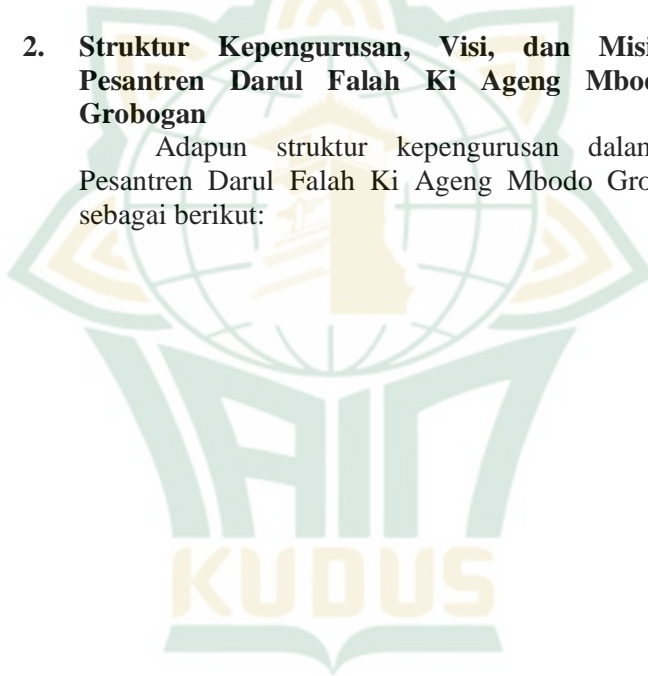 2. Struktur Kepengurusan, Visi, dan Misi
Pesantren Darul Falah Ki Ageng
Grobogan
Adapun struktur kepengurusan
Pesantren Darul Falah Ki Ageng Mbodo
sebagai berikut:
IAIN
KUDUS